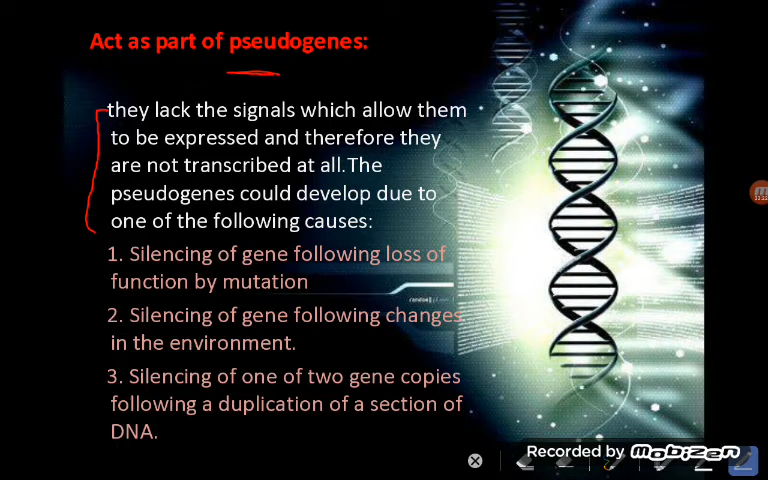 Act as part of pseudogenes:
they lack the signals which allow them
to be expressed and therefore they
are not transcribed at all.The
pseudogenes could develop due to
one of the following causes:
1. Silencing of gene following loss of
function by mutation
2. Silencing of gene following changes
in the environment.
3. Silencing of one of two gene copies
following a duplication of a section of
DNA.
Recorded by MOBIZEN